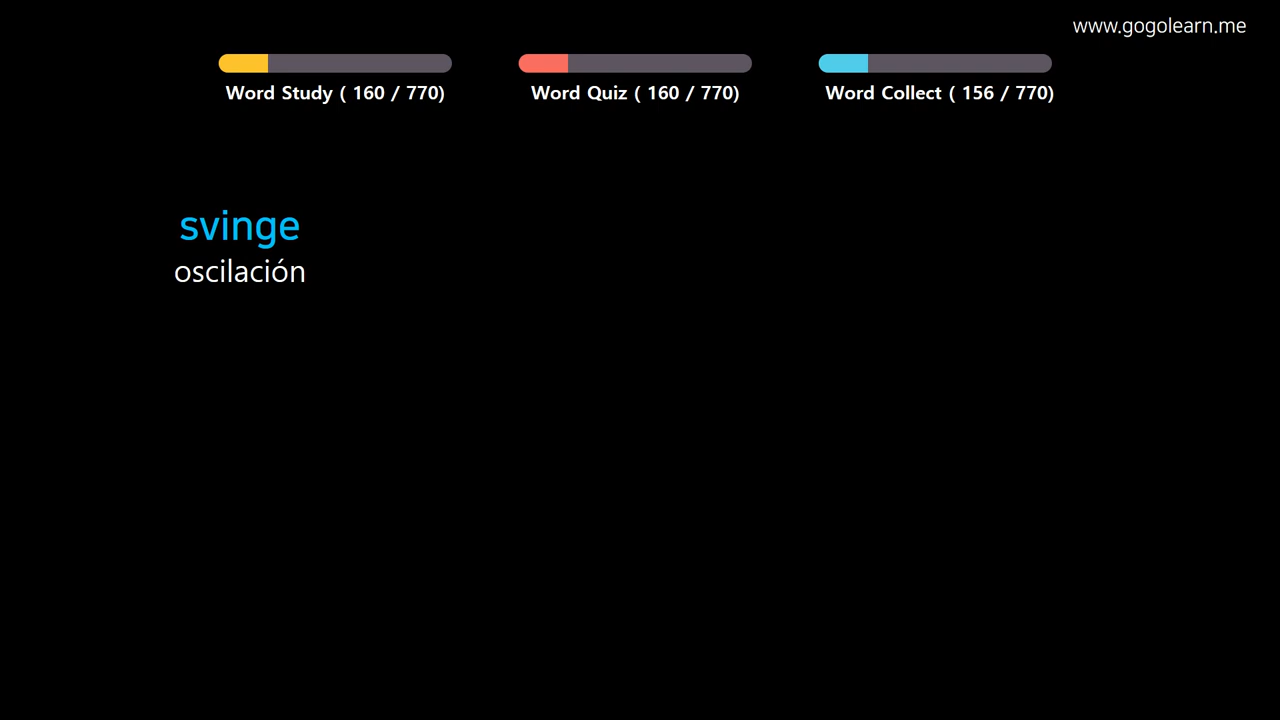 www.gogolearn.me
Word Study ( 160 / 770)
Word Quiz ( 160 / 770)
Word Collect ( 156 / 770)
svinge
oscilación